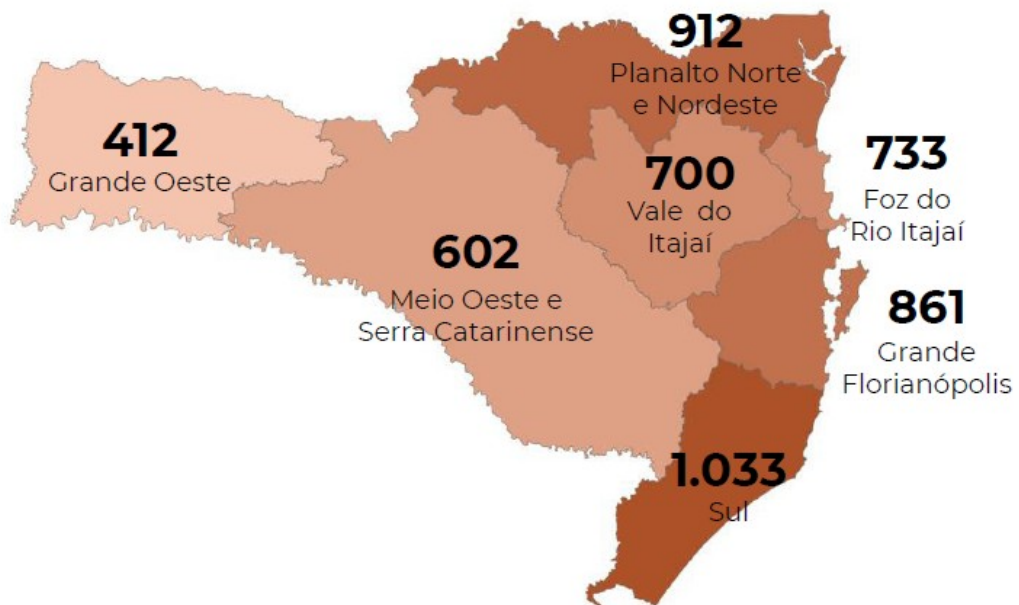 912
Planalto Norte
e Nordeste
412
Grande Oeste
700
Vale do
Itajaí
733
Foz do
Rio Itajaí
602
Meio Oeste e
Serra Catarinense
861
Grande
Florianópolis
1.033
Sul